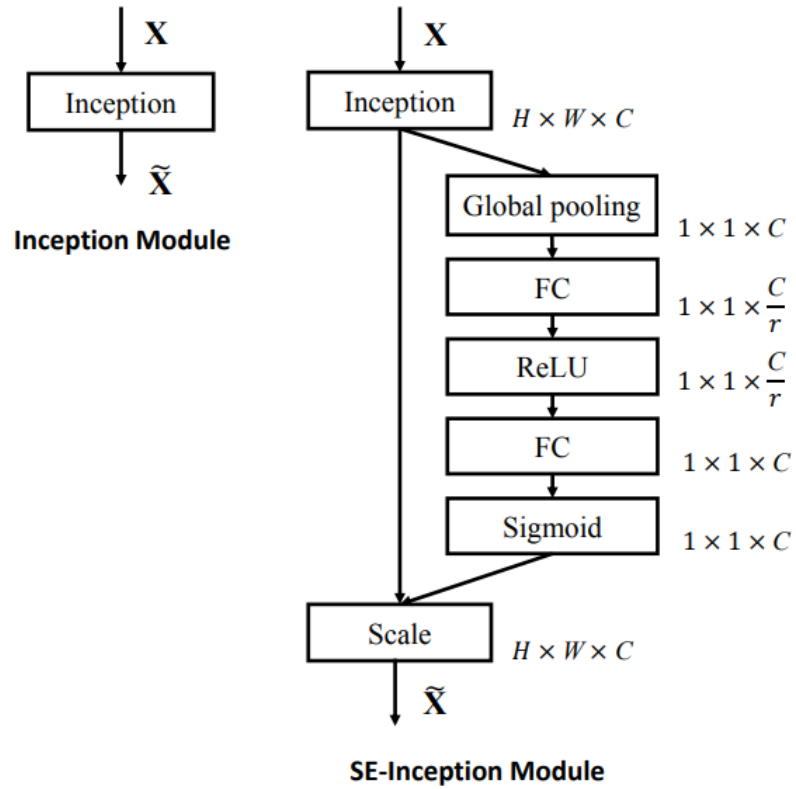 X
Inception
X̃
Inception Module
X
Inception
H × W × C
Global pooling
1 × 1 × C
FC
1 × 1 × C/r
ReLU
1 × 1 × C/r
FC
1 × 1 × C
Sigmoid
1 × 1 × C
Scale
H × W × C
X̃
SE-Inception Module